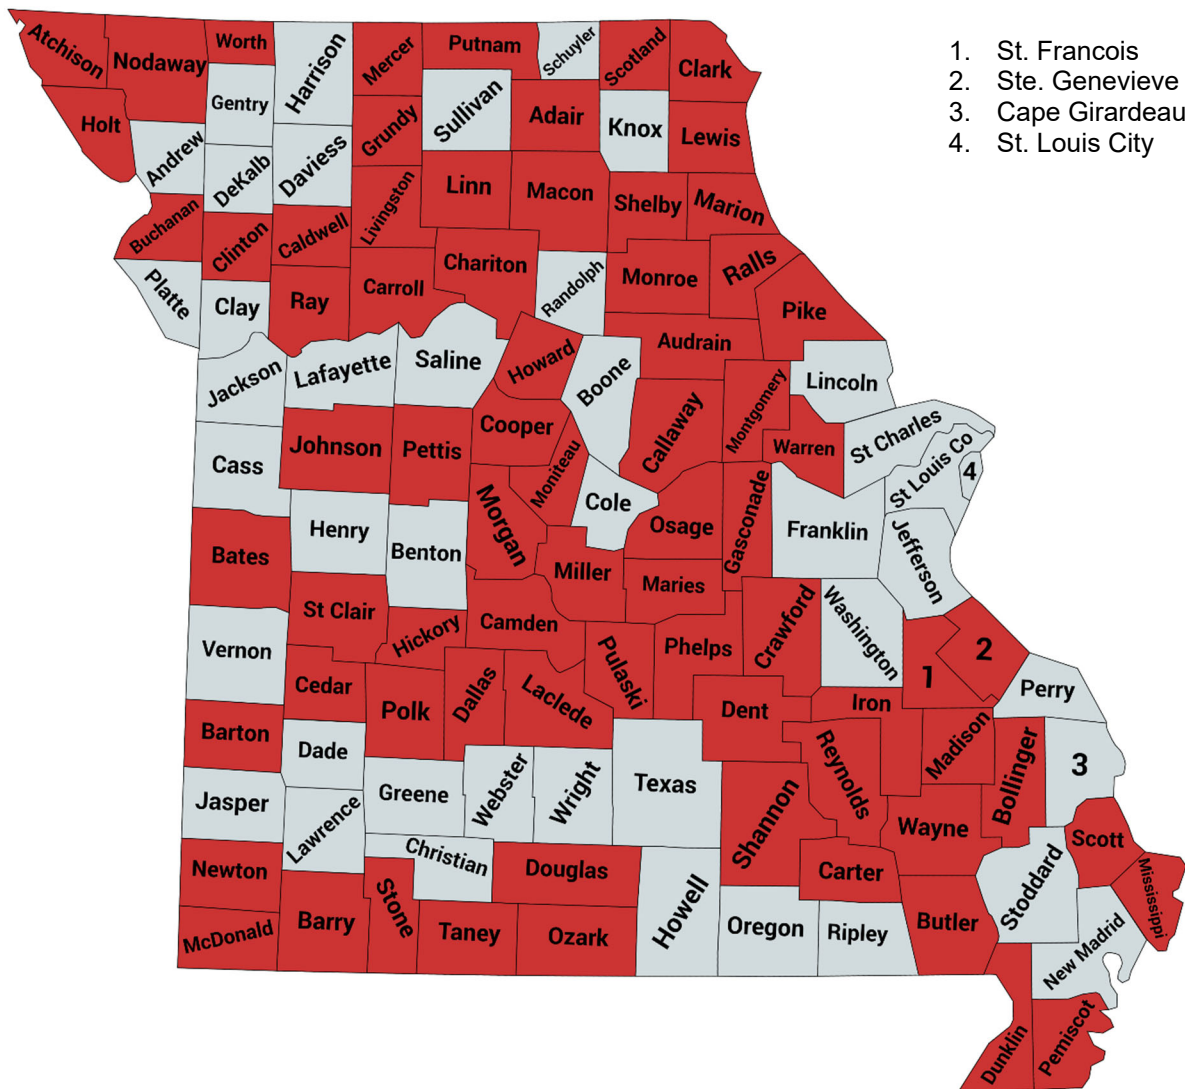 1. St. Francois
2. Ste. Genevieve
3. Cape Girardeau
4. St. Louis City
Atchison
Nodaway
Worth
Harrison
Mercer
Putnam
Schuyler
Scotland
Clark
Holt
Gentry
Sullivan
Adair
Knox
Lewis
Andrew
DeKalb
Daviess
Grundy
Linn
Macon
Shelby
Marion
Buchanan
Clinton
Caldwell
Livingston
Chariton
Randolph
Monroe
Ralls
Platte
Clay
Ray
Carroll
Pike
Audrain
Jackson
Lafayette
Saline
Howard
Boone
Lincoln
Montgomery
Callaway
Warren
St Charles
St Louis Co
4
Cass
Johnson
Pettis
Cooper
Moniteau
Cole
Henry
Benton
Morgan
Osage
Gasconade
Franklin
Jefferson
Bates
Miller
Maries
St Clair
Hickory
Camden
Pulaski
Phelps
Crawford
Washington
1
2
Vernon
Cedar
Polk
Dallas
Laclede
Dent
Iron
Perry
Barton
Dade
Greene
Webster
Wright
Texas
Reynolds
Madison
Bollinger
3
Jasper
Lawrence
Christian
Shannon
Wayne
Scott
Mississippi
Newton
Barry
Stone
Douglas
Howell
Carter
Stoddard
McDonald
Taney
Ozark
Oregon
Ripley
Butler
New Madrid
Dunklin
Pemiscot